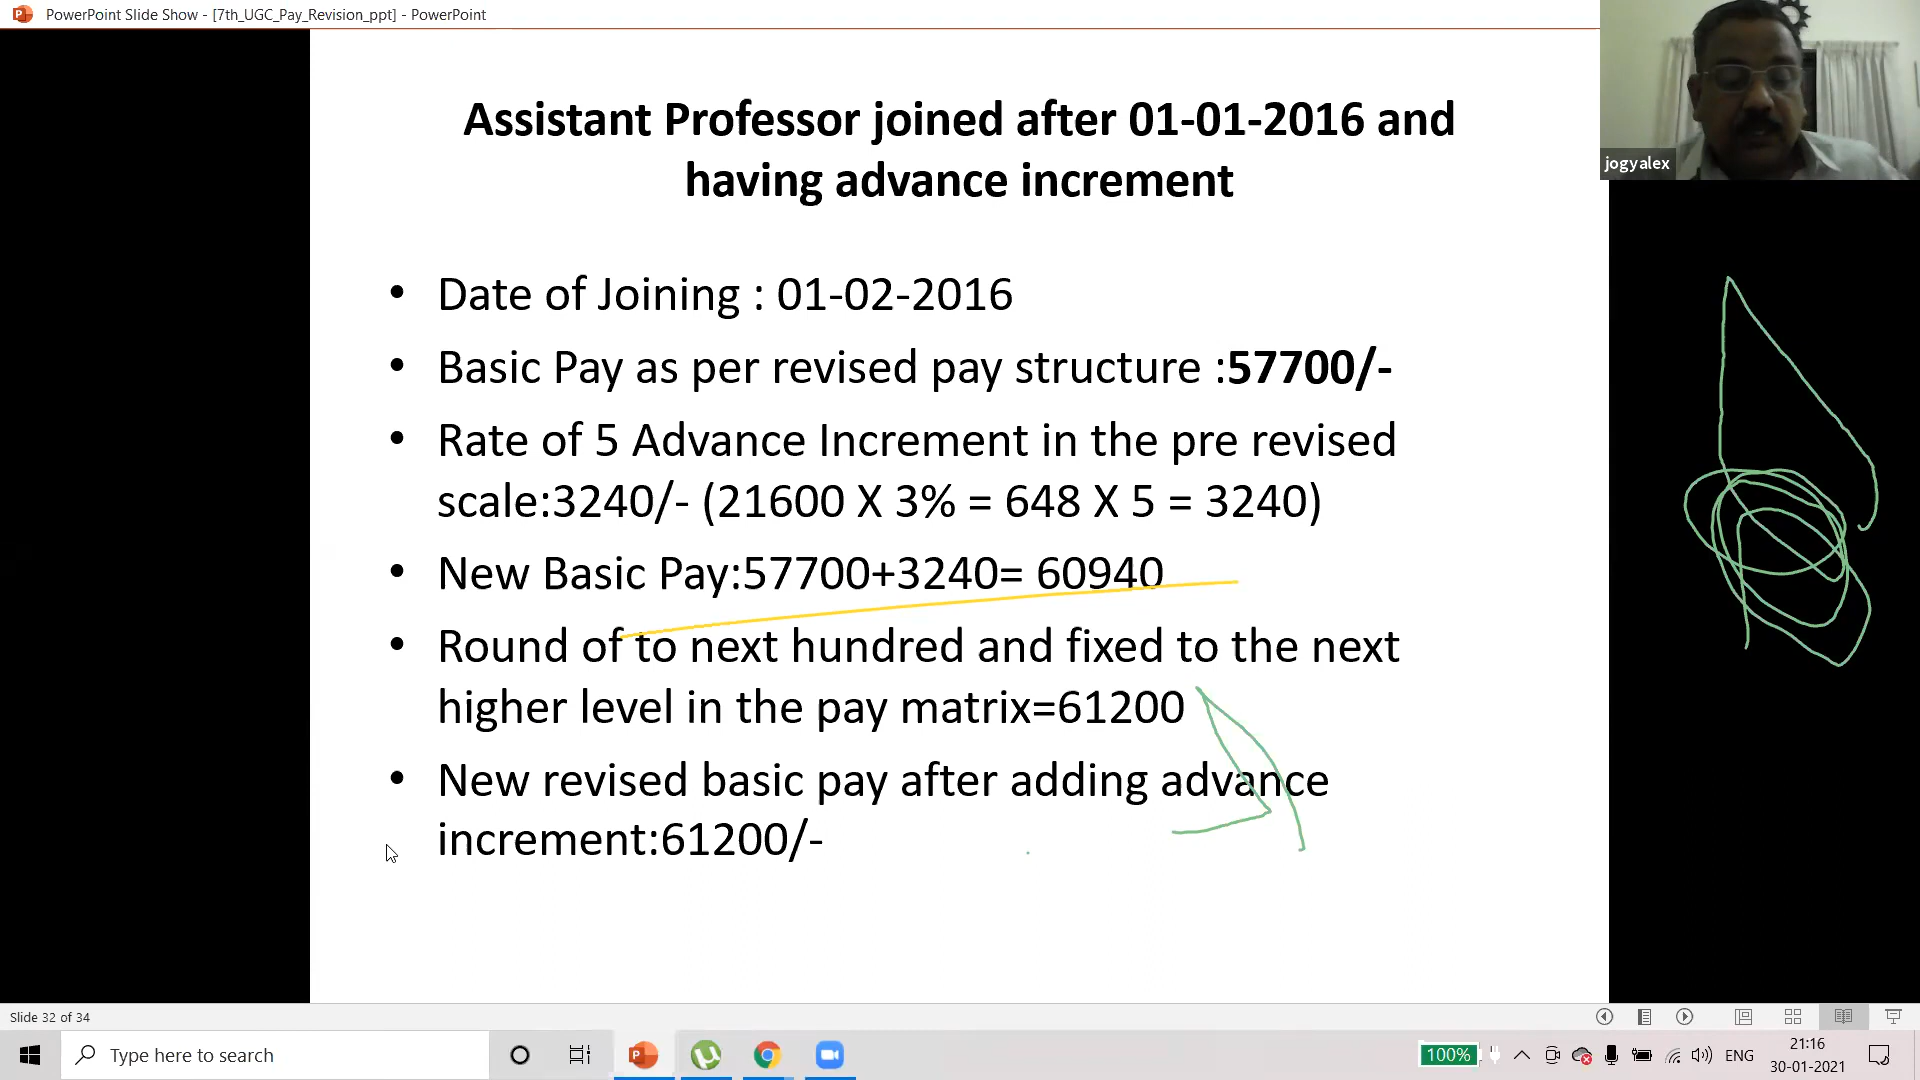 PowerPoint Slide Show - [7th_UGC_Pay_Revision_ppt] - PowerPoint
jogyalex
Assistant Professor joined after 01-01-2016 and
having advance increment
• Date of Joining : 01-02-2016
• Basic Pay as per revised pay structure :57700/-
• Rate of 5 Advance Increment in the pre revised
scale:3240/- (21600 X 3% = 648 X 5 = 3240)
• New Basic Pay:57700+3240= 60940
• Round of to next hundred and fixed to the next
higher level in the pay matrix=61200
• New revised basic pay after adding advance
increment:61200/-
Slide 32 of 34
Type here to search
100%
ENG
21:16
30-01-2021